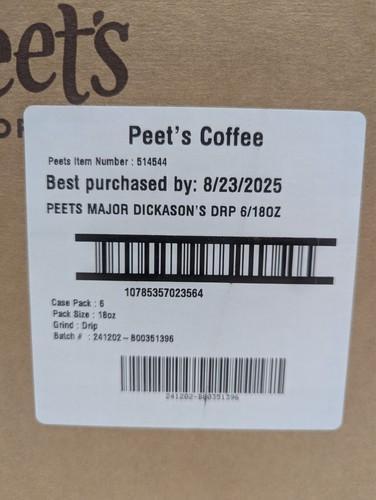 eet's
Peet's Coffee
Peets Item Number : 514544
Best purchased by: 8/23/2025
PEETS MAJOR DICKASON'S DRP 6/18OZ
10785357023564
Case Pack : 6
Pack Size : 18oz
Grind : Drip
Batch # : 241202-B00351396
241202-B00351396